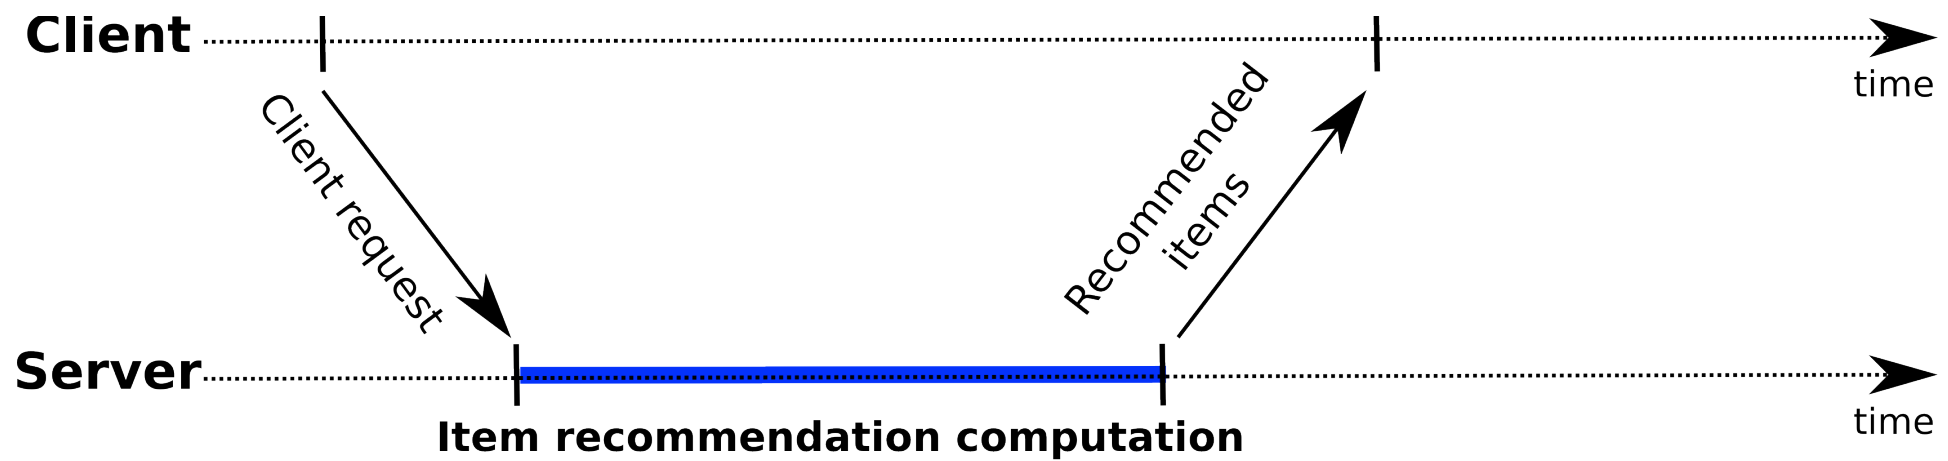 Client
time
Client request
Recommended
items
Server
time
Item recommendation computation